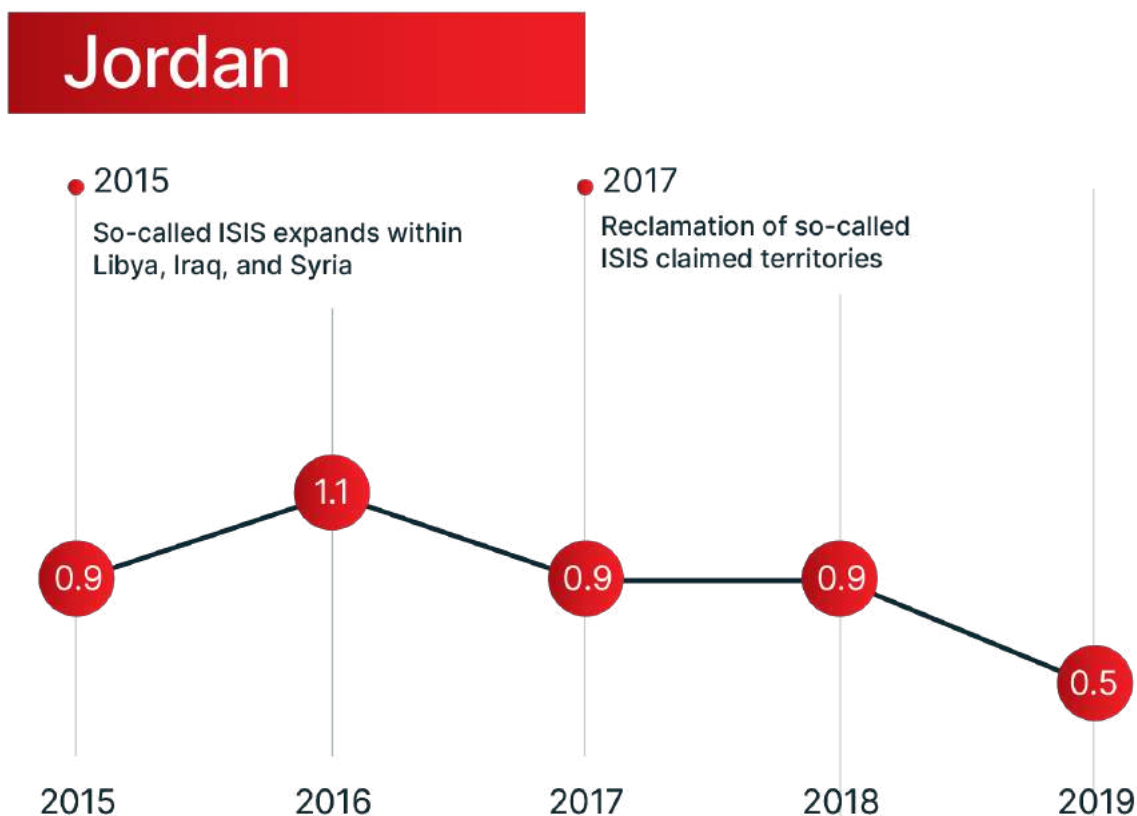 Jordan
2015
So-called ISIS expands within
Libya, Iraq, and Syria
2017
Reclamation of so-called
ISIS claimed territories
0.9
1.1
0.9
0.9
0.5
2015
2016
2017
2018
2019